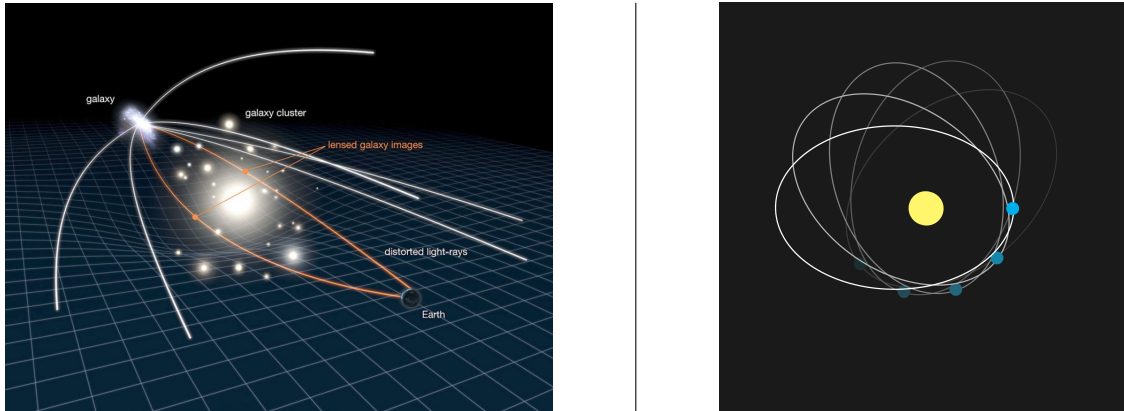 galaxy
galaxy cluster
lensed galaxy images
distorted light-rays
Earth